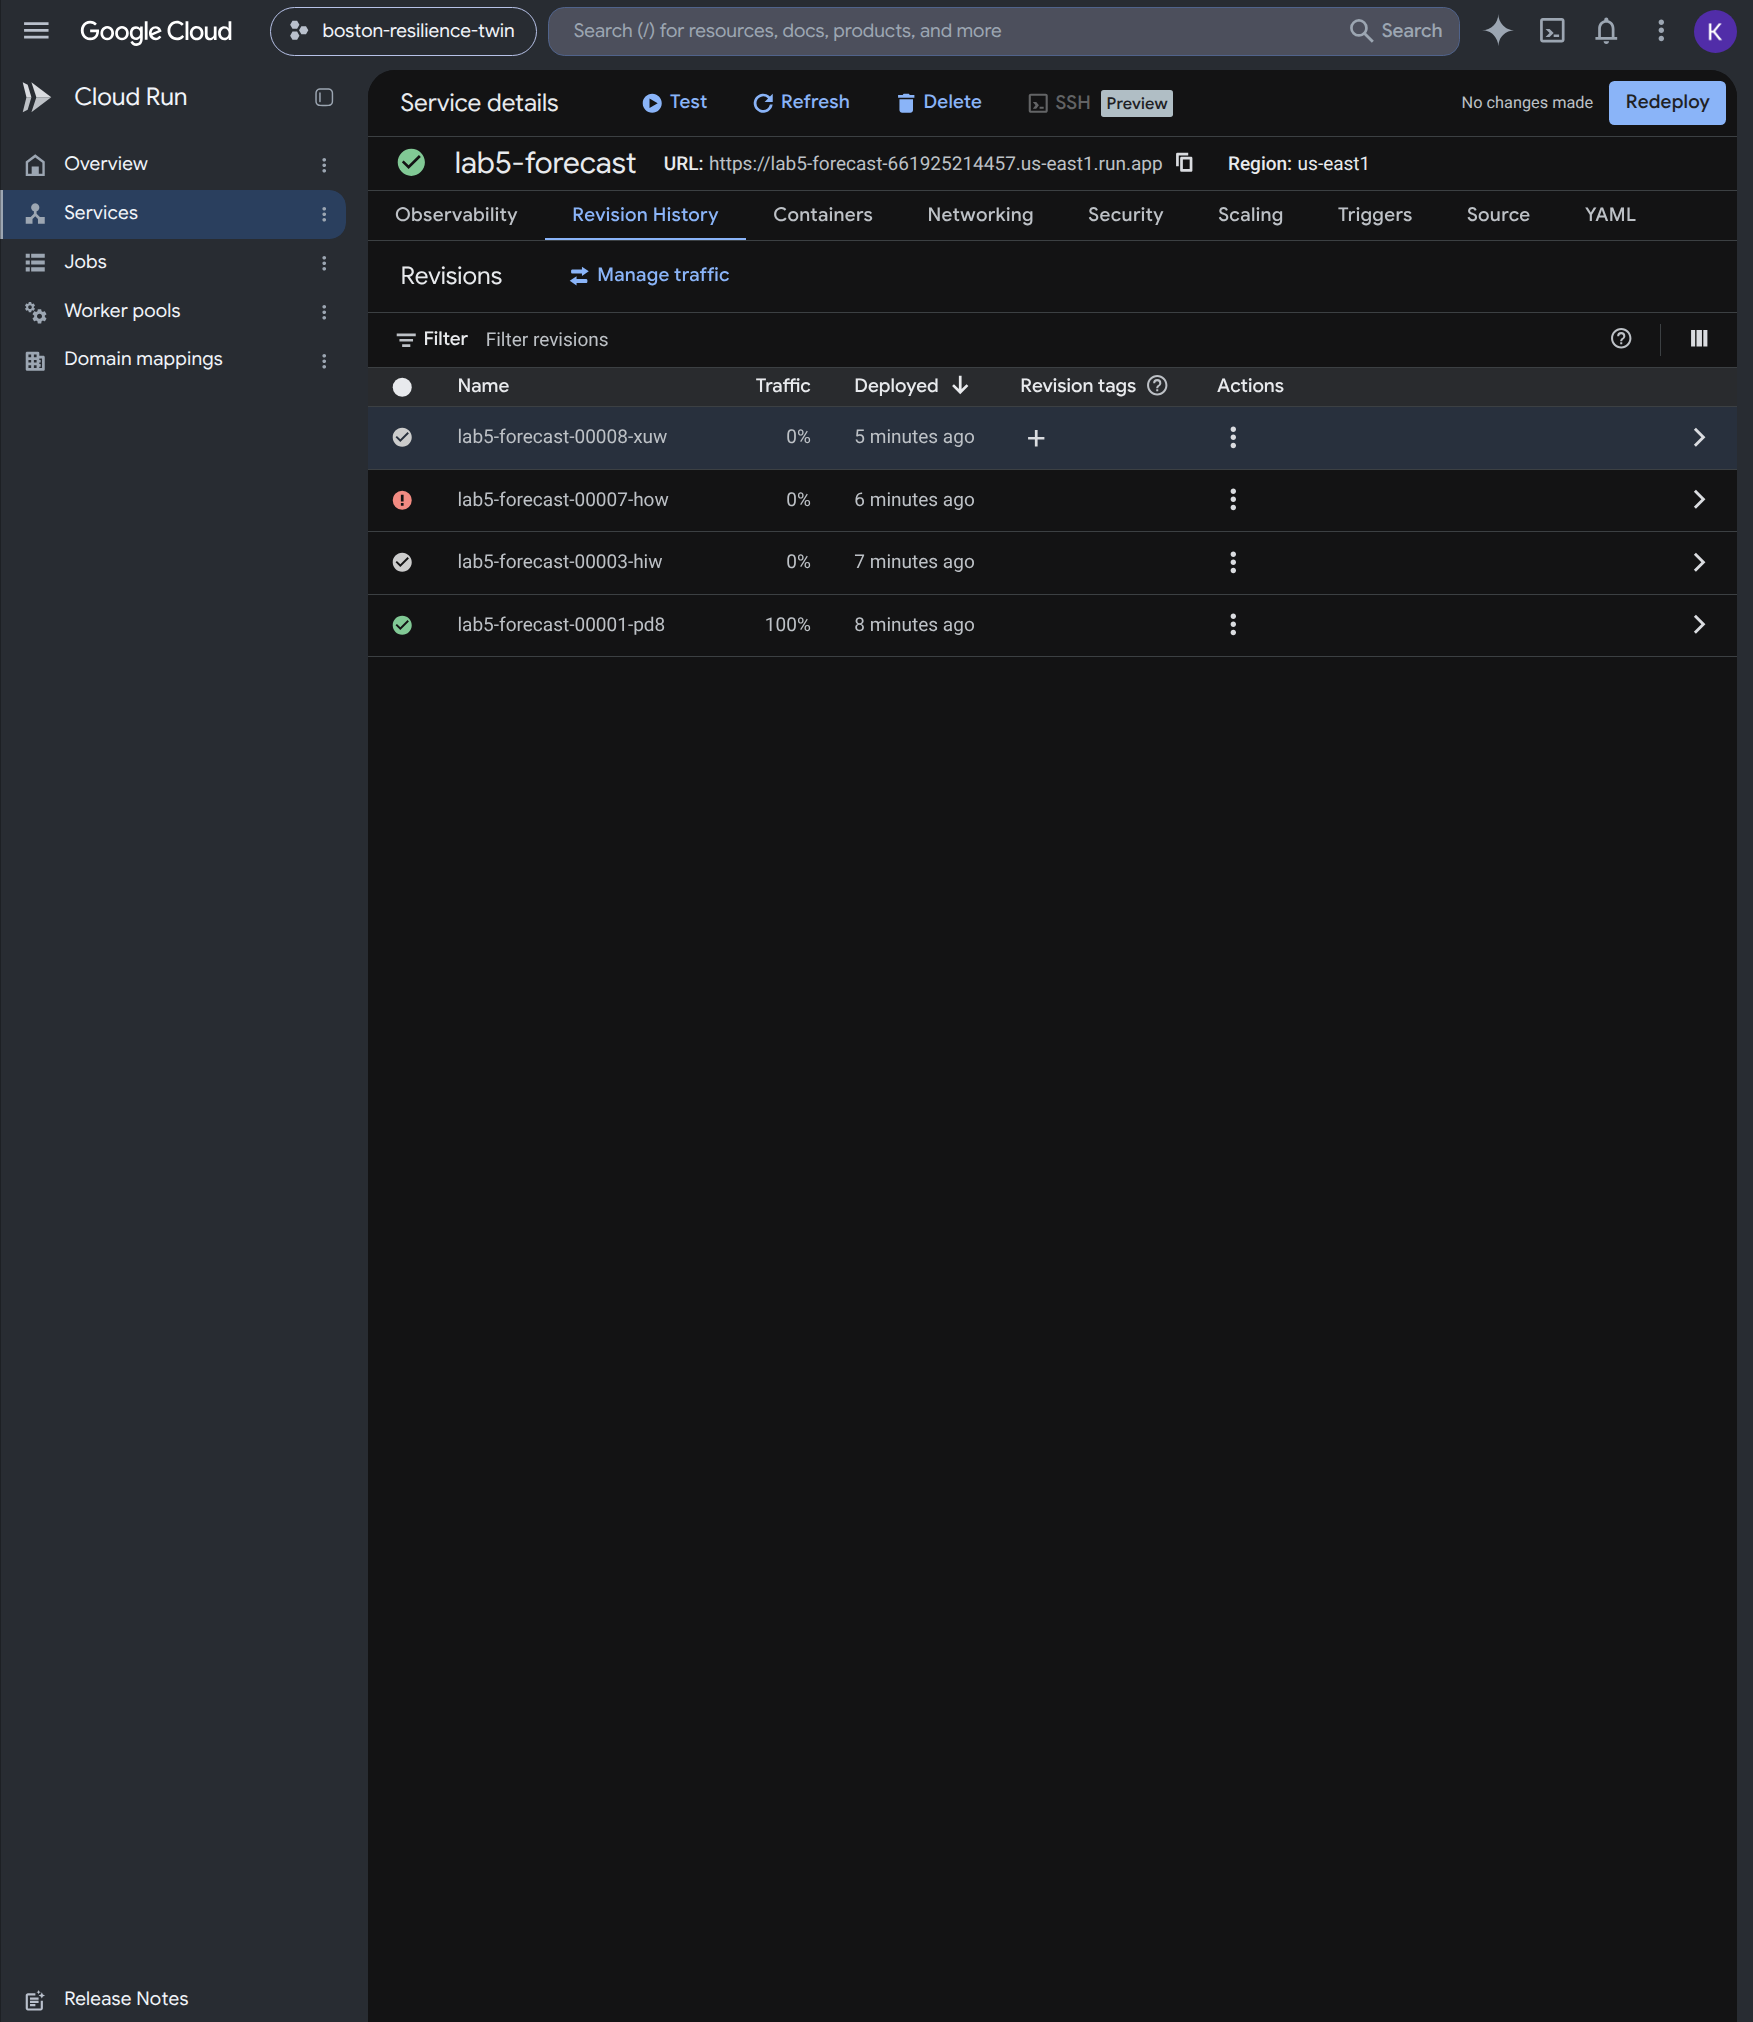 Google Cloud
boston-resilience-twin
Search (/) for resources, docs, products, and more
Search
K
Cloud Run
Overview
Services
Jobs
Worker pools
Domain mappings
Release Notes
Service details
Test
Refresh
Delete
SSH
Preview
No changes made
Redeploy
lab5-forecast URL: https://lab5-forecast-661925214457.us-east1.run.app Region: us-east1
Observability Revision History Containers Networking Security Scaling Triggers Source YAML
Revisions Manage traffic
Filter Filter revisions
Name Traffic Deployed Revision tags Actions
lab5-forecast-00008-xuw 0% 5 minutes ago
lab5-forecast-00007-how 0% 6 minutes ago
lab5-forecast-00003-hiw 0% 7 minutes ago
lab5-forecast-00001-pd8 100% 8 minutes ago